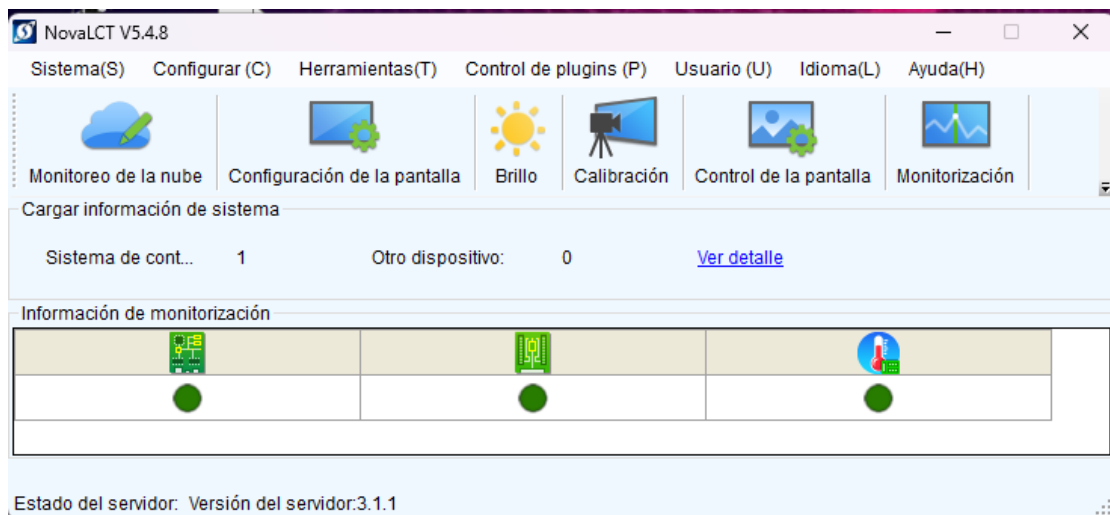 NovaLCT V5.4.8
Sistema(S) Configurar (C) Herramientas(T) Control de plugins (P) Usuario (U) Idioma(L) Ayuda(H)
Monitoreo de la nube Configuración de la pantalla Brillo Calibración Control de la pantalla Monitorización
Cargar información de sistema
Sistema de cont... 1 Otro dispositivo: 0 Ver detalle
Información de monitorización
Estado del servidor: Versión del servidor:3.1.1